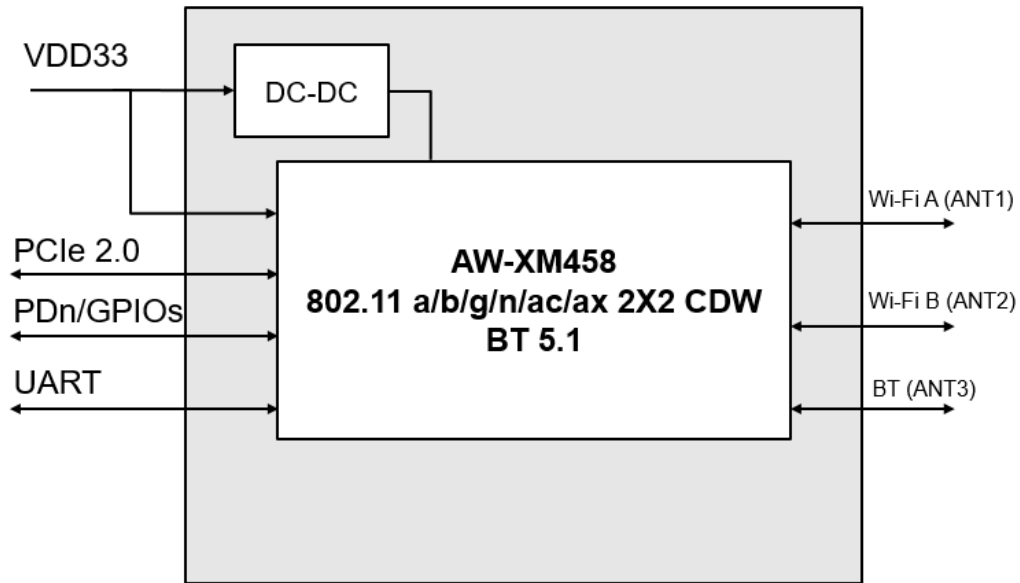 VDD33
DC-DC
PCIe 2.0
PDn/GPIOs
UART
AW-XM458
802.11 a/b/g/n/ac/ax 2X2 CDW
BT 5.1
Wi-Fi A (ANT1)
Wi-Fi B (ANT2)
BT (ANT3)